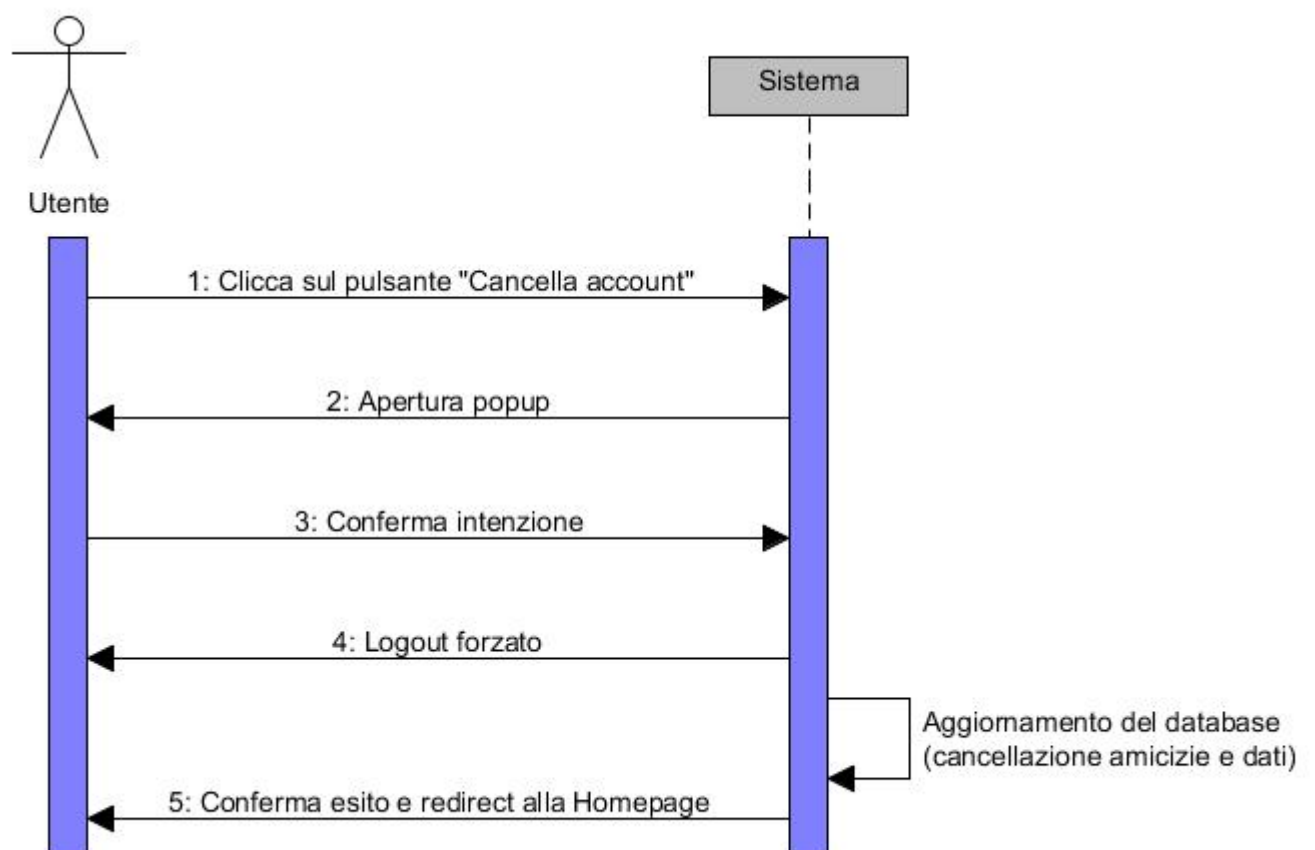 Sistema
Utente
1: Clicca sul pulsante "Cancella account"
2: Apertura popup
3: Conferma intenzione
4: Logout forzato
Aggiornamento del database
(cancellazione amicizie e dati)
5: Conferma esito e redirect alla Homepage